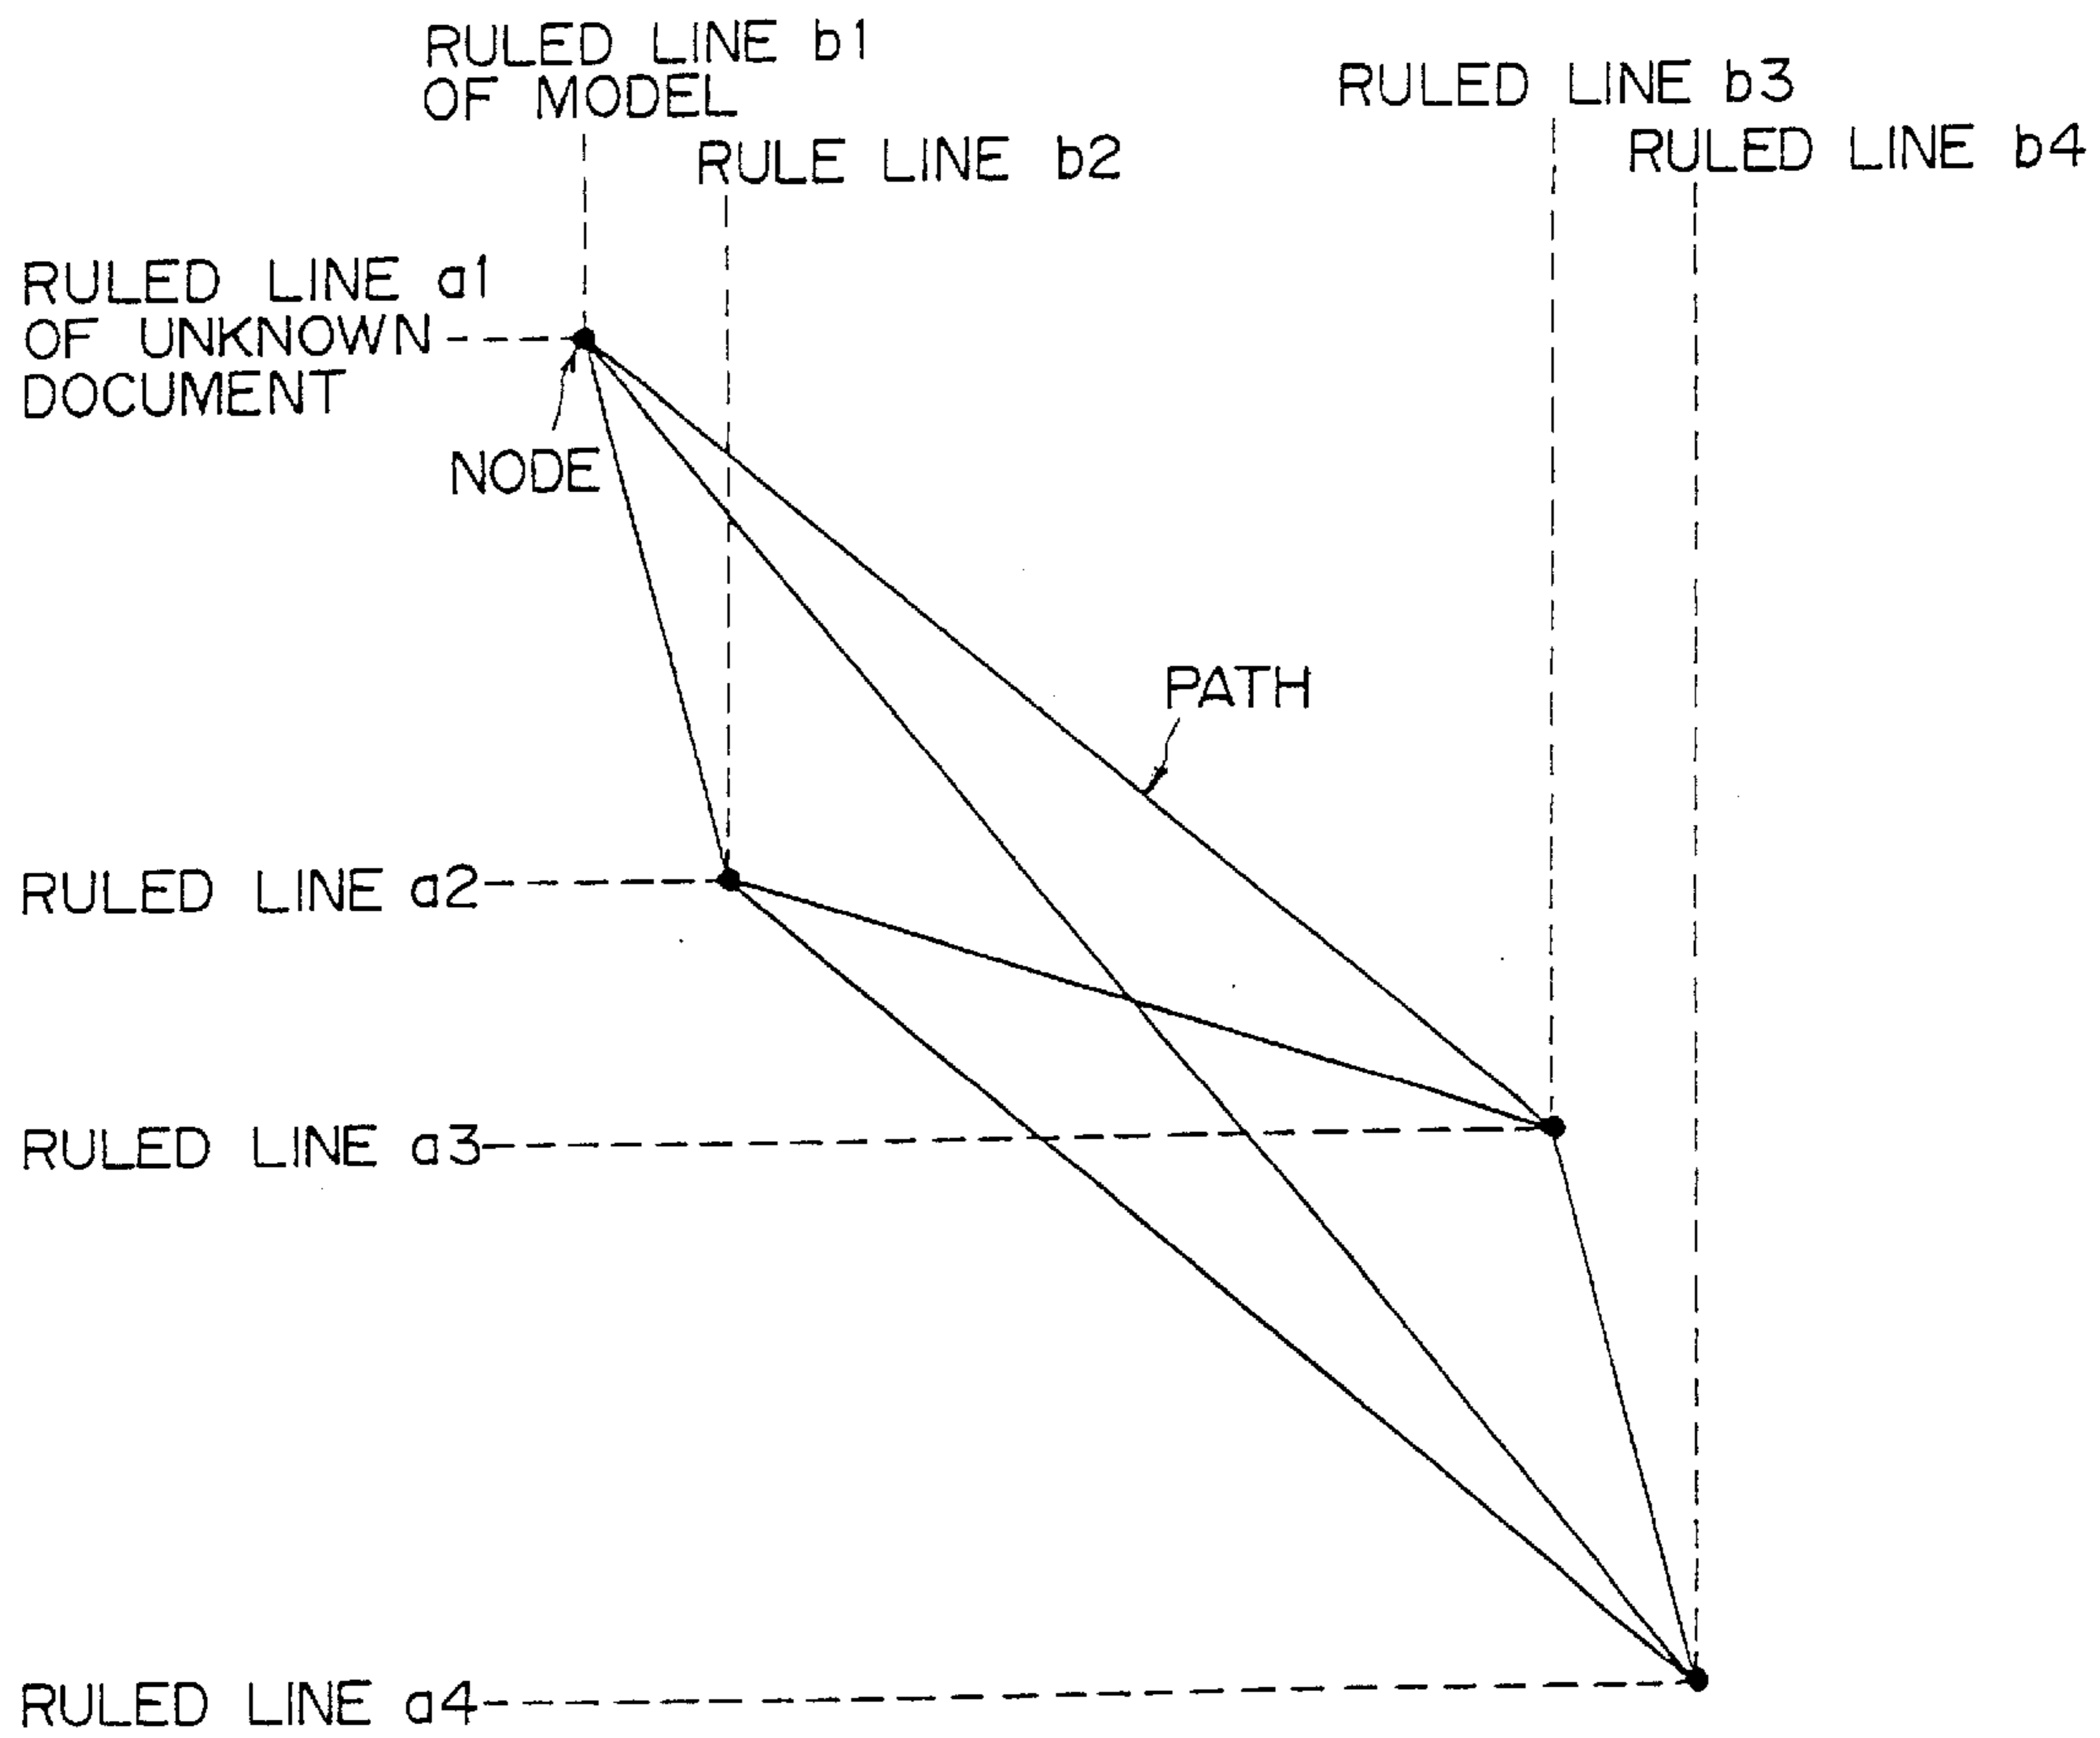 RULED LINE b1
OF MODEL
RULE LINE b2
RULED LINE b3
RULED LINE b4
RULED LINE a1
OF UNKNOWN
DOCUMENT
NODE
PATH
RULED LINE a2
RULED LINE a3
RULED LINE a4